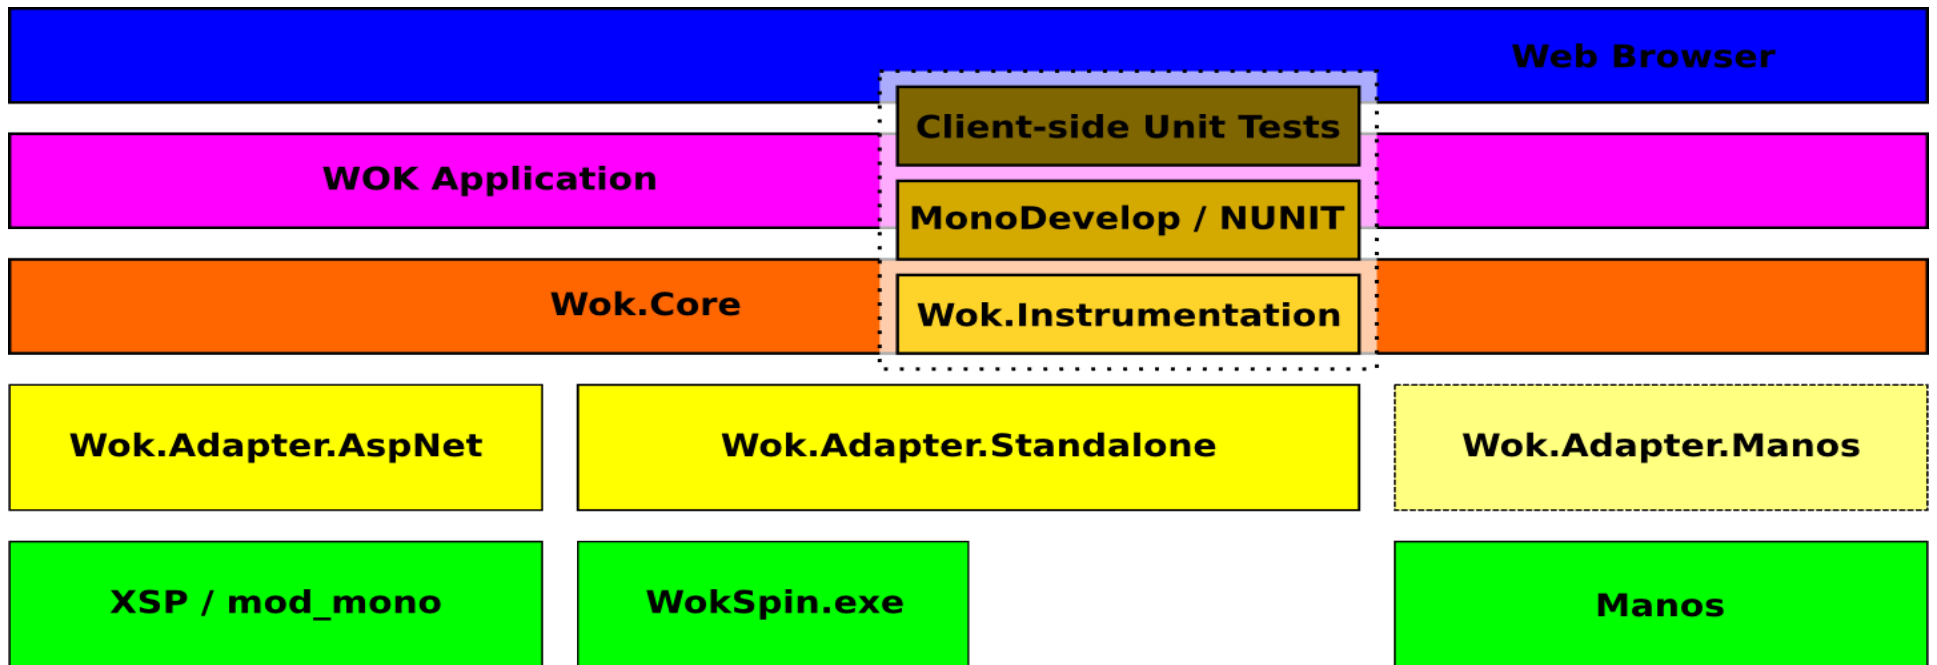 Web Browser
Client-side Unit Tests
WOK Application
MonoDevelop / NUNIT
Wok.Core
Wok.Instrumentation
Wok.Adapter.AspNet
Wok.Adapter.Standalone
Wok.Adapter.Manos
XSP / mod_mono
WokSpin.exe
Manos